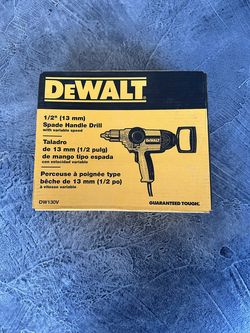 DEWALT
1/2" (13 mm)
Spade Handle Drill
with variable speed
Taladro
de 13 mm (1/2 pulg)
de mango tipo espada
con velocidad variable
Perceuse à poignée type
bêche de 13 mm (1/2 po)
à vitesse variable
DW130V
GUARANTEED TOUGH.